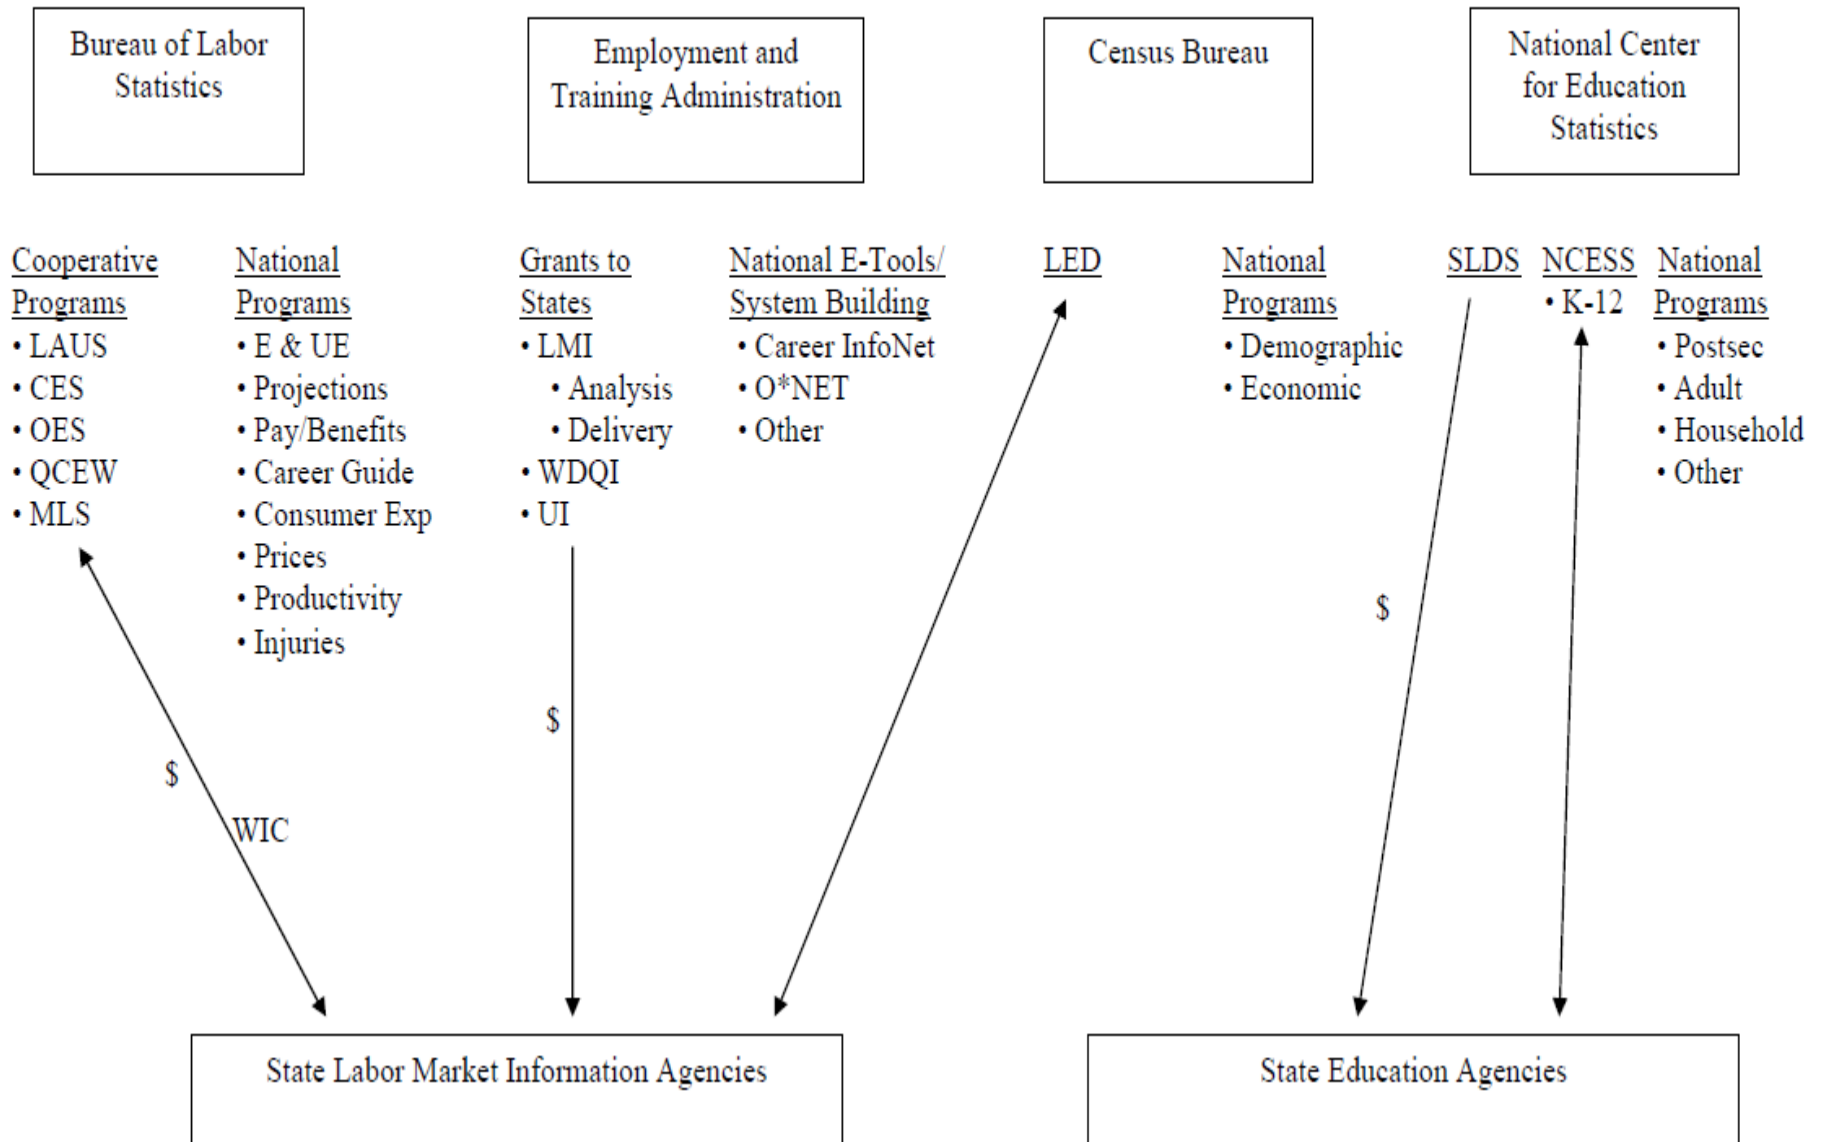 Bureau of Labor
Statistics
Employment and
Training Administration
Census Bureau
National Center
for Education
Statistics
Cooperative
Programs
• LAUS
• CES
• OES
• QCEW
• MLS
National
Programs
• E & UE
• Projections
• Pay/Benefits
• Career Guide
• Consumer Exp
• Prices
• Productivity
• Injuries
Grants to
States
• LMI
• Analysis
• Delivery
• WDQI
• UI
National E-Tools/
System Building
• Career InfoNet
• O*NET
• Other
LED
National
Programs
• Demographic
• Economic
SLDS
NCESS
• K-12
National
Programs
• Postsec
• Adult
• Household
• Other
$
WIC
$
$
State Labor Market Information Agencies
State Education Agencies